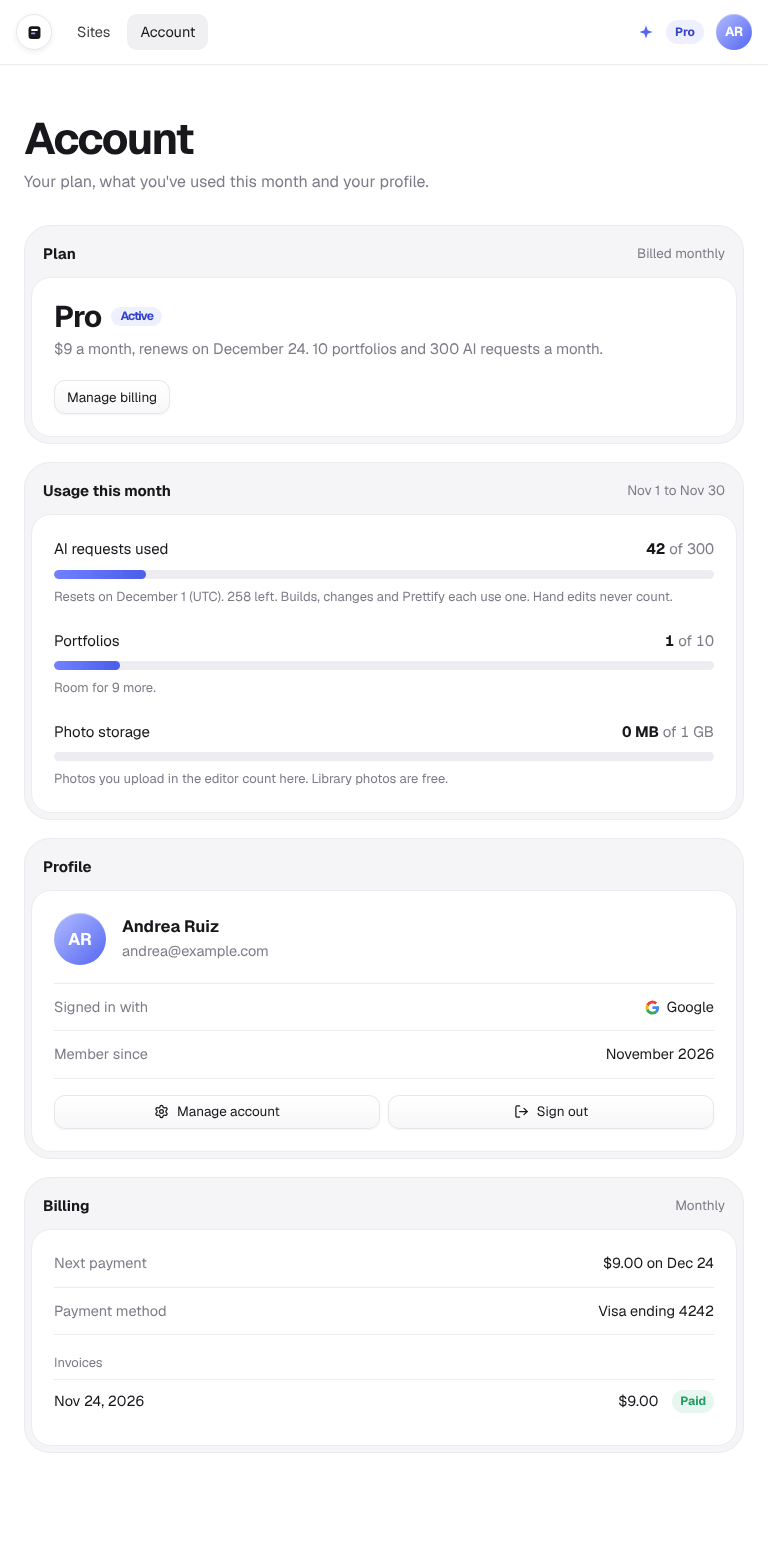 Sites
Account
Pro
AR
Account
Your plan, what you've used this month and your profile.
Plan
Billed monthly
Pro
Active
$9 a month, renews on December 24. 10 portfolios and 300 AI requests a month.
Manage billing
Usage this month
Nov 1 to Nov 30
AI requests used
42 of 300
Resets on December 1 (UTC). 258 left. Builds, changes and Prettify each use one. Hand edits never count.
Portfolios
1 of 10
Room for 9 more.
Photo storage
0 MB of 1 GB
Photos you upload in the editor count here. Library photos are free.
Profile
AR
Andrea Ruiz
andrea@example.com
Signed in with
Google
Member since
November 2026
Manage account
Sign out
Billing
Monthly
Next payment
$9.00 on Dec 24
Payment method
Visa ending 4242
Invoices
Nov 24, 2026
$9.00
Paid